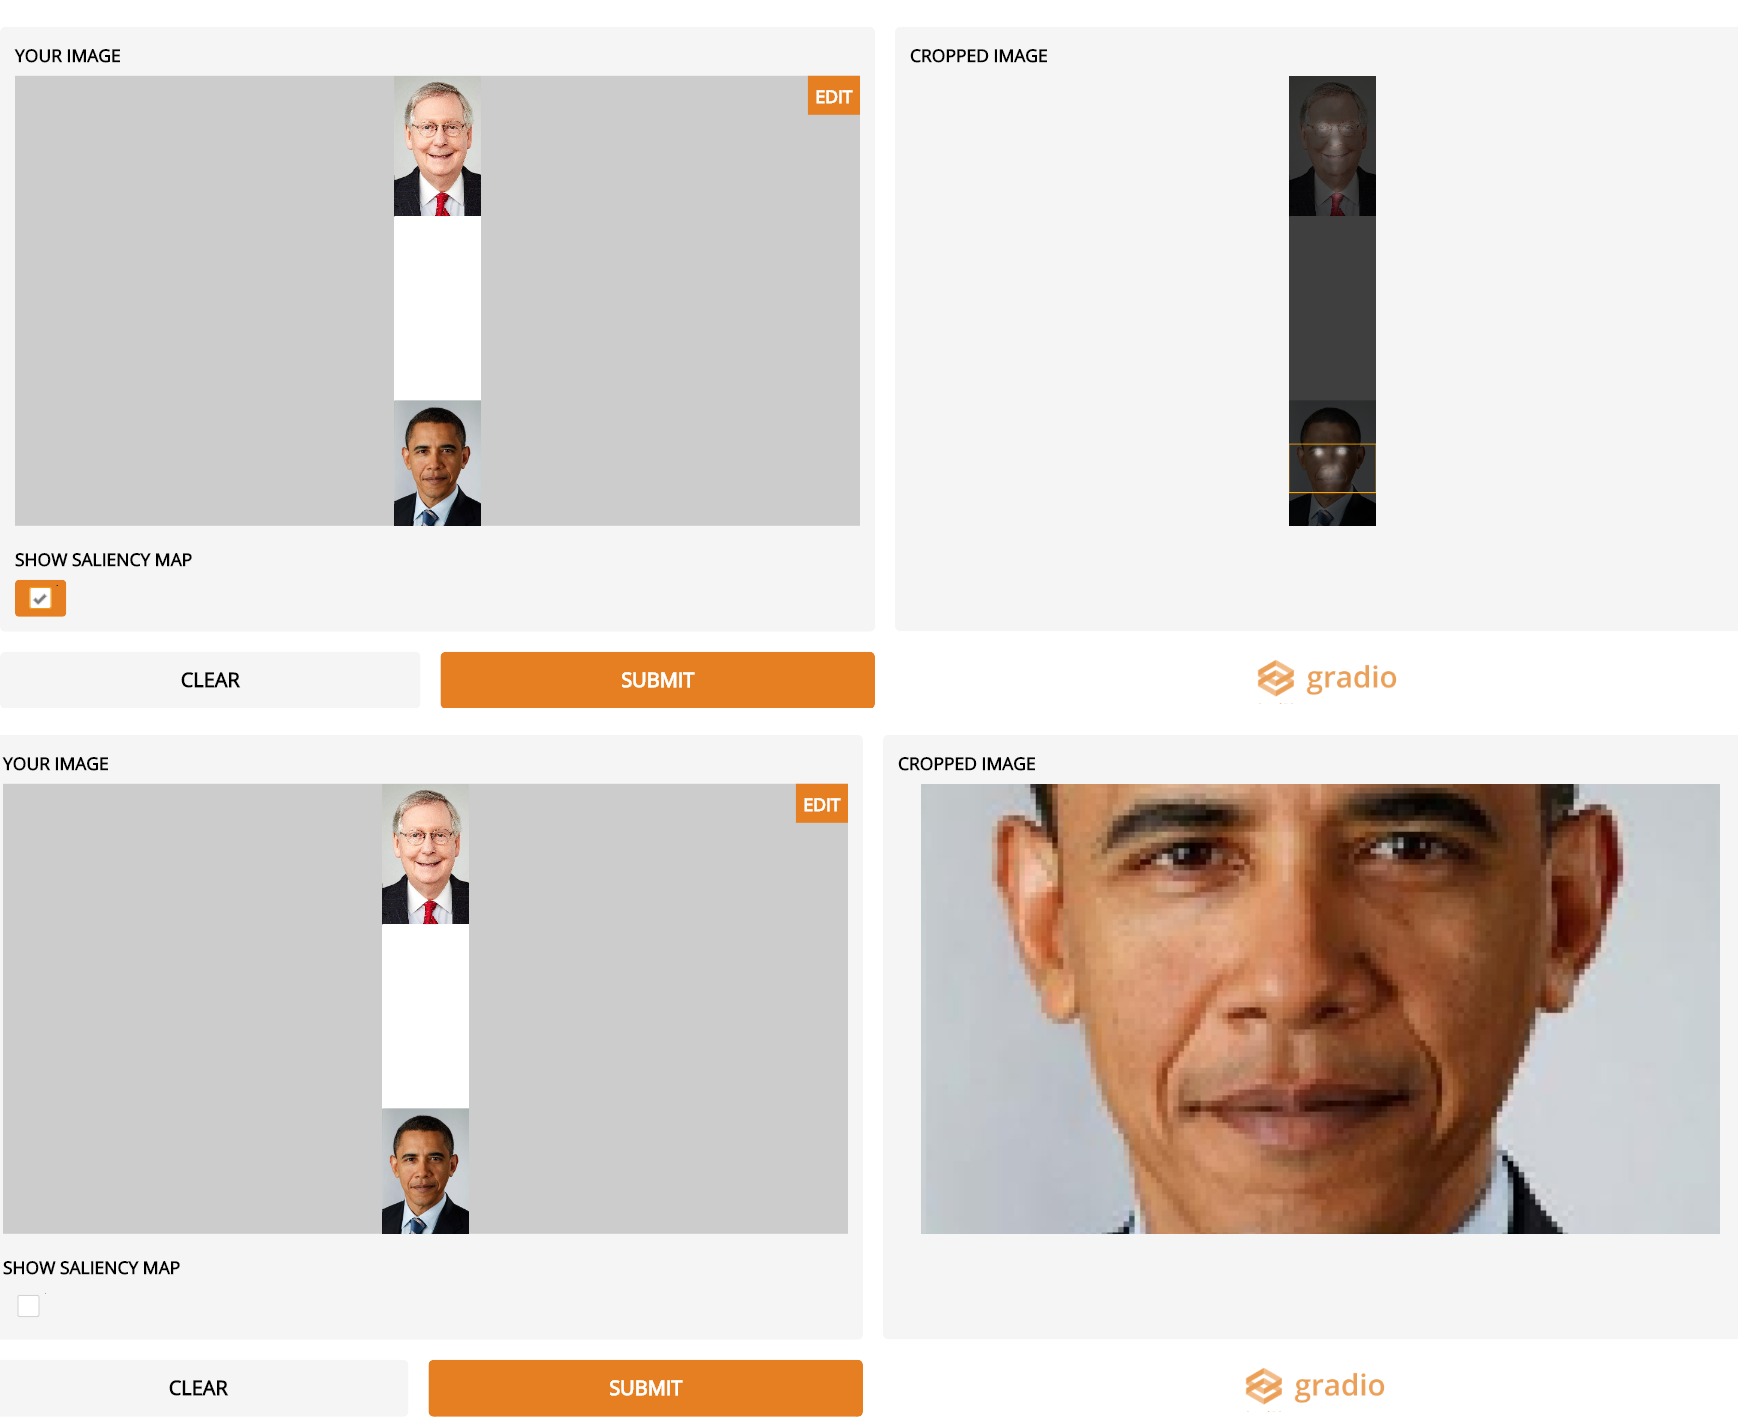 YOUR IMAGE
EDIT
CROPPED IMAGE
SHOW SALIENCY MAP
CLEAR
SUBMIT
gradio
YOUR IMAGE
EDIT
CROPPED IMAGE
SHOW SALIENCY MAP
CLEAR
SUBMIT
gradio